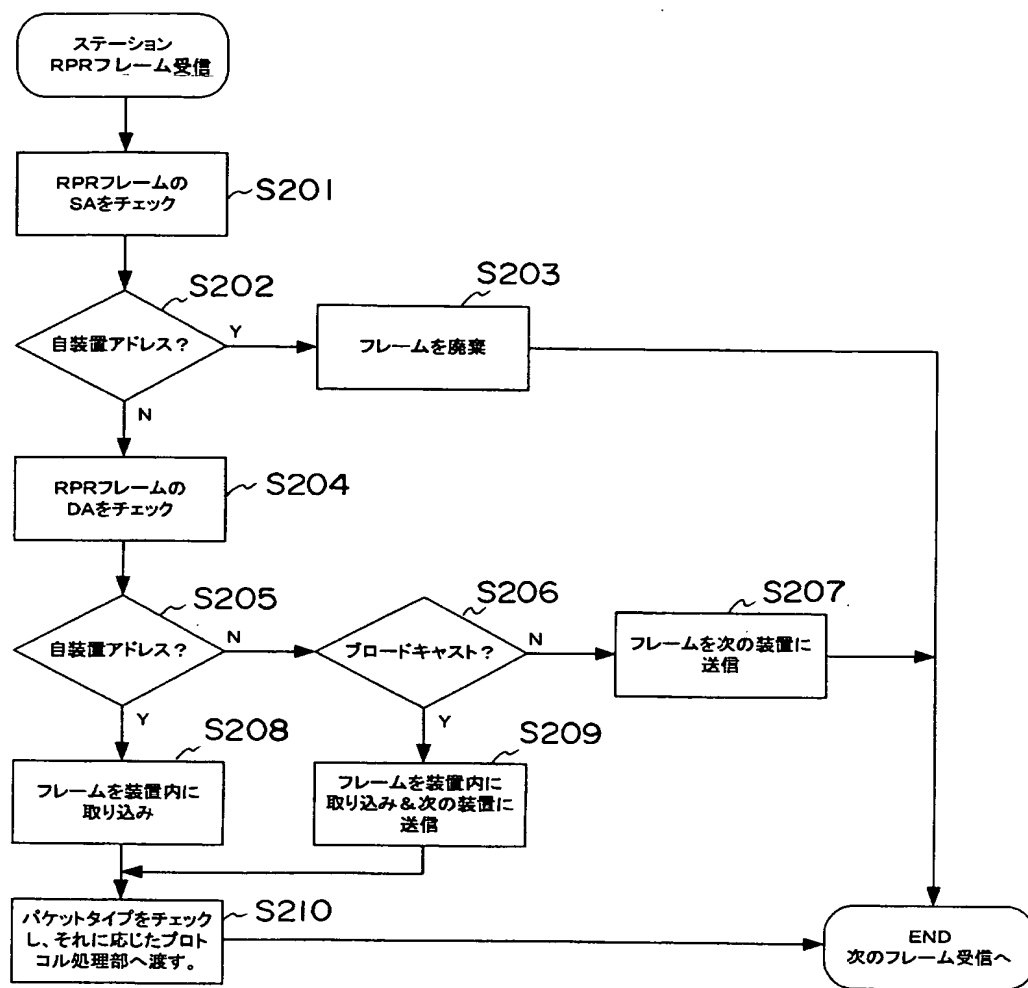 ステーション
RPRフレーム受信
RPRフレームの
SAをチェック
S201
S202
自装置アドレス?
Y
N
S203
フレームを廃棄
RPRフレームの
DAをチェック
S204
S205
自装置アドレス?
N
Y
S206
ブロードキャスト?
N
Y
S207
フレームを次の装置に
送信
S208
フレームを装置内に
取り込み
S209
フレームを装置内に
取り込み&次の装置に
送信
パケットタイプをチェック
し、それに応じたプロト
コル処理部へ渡す。
S210
END
次のフレーム受信へ